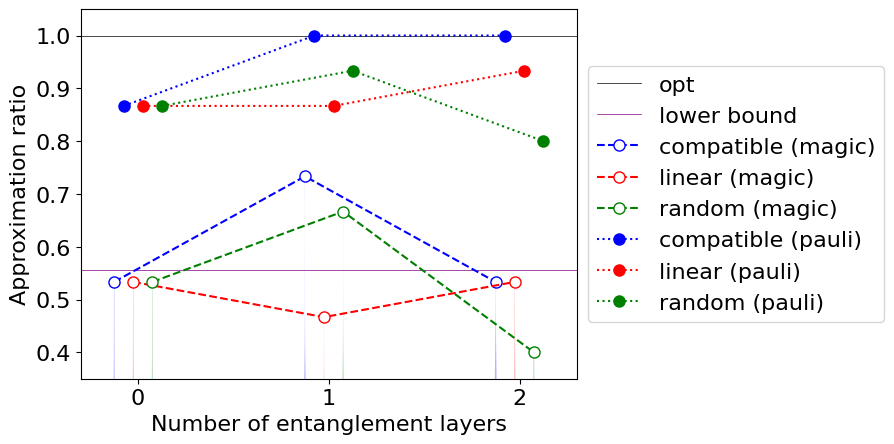 Approximation ratio
1.0
0.9
0.8
0.7
0.6
0.5
0.4
0
1
2
Number of entanglement layers
opt
lower bound
compatible (magic)
linear (magic)
random (magic)
compatible (pauli)
linear (pauli)
random (pauli)